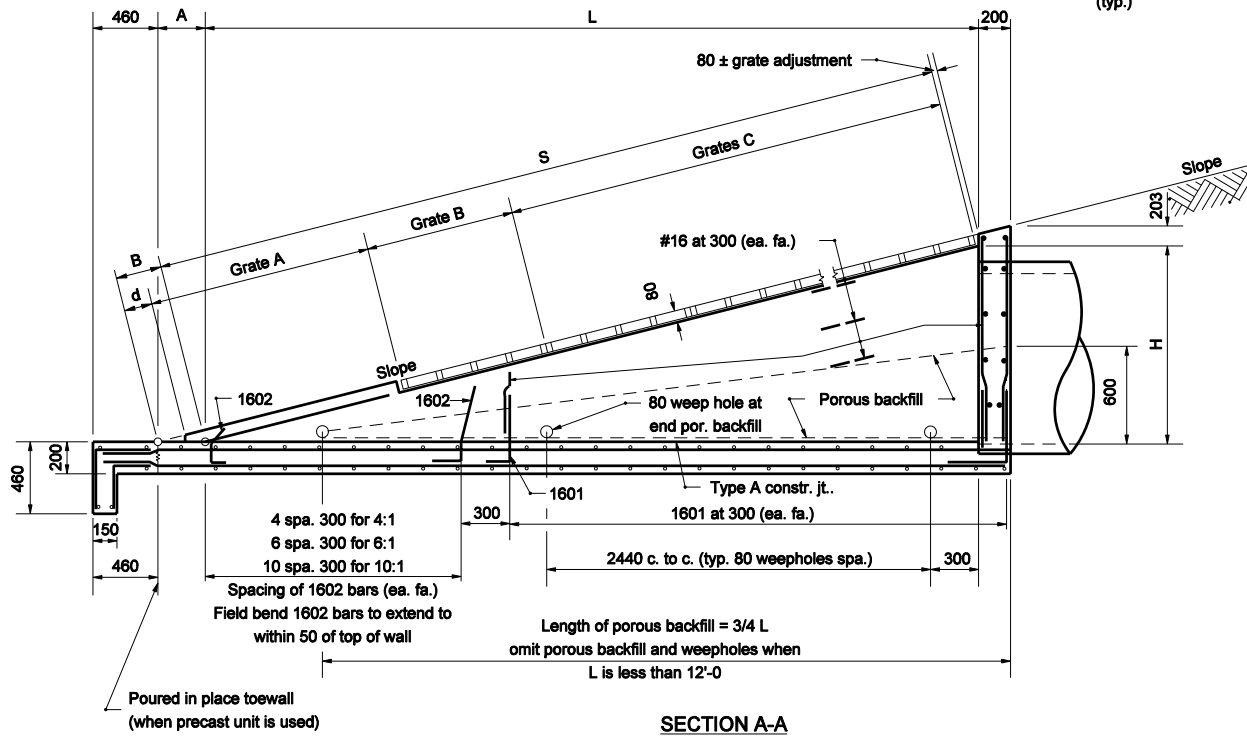 (typ.)
460
A
L
200
80 ± grate adjustment
S
Grates C
Slope
203
Grate B
#16 at 300 (ea. fa.)
B
Grate A
d
80
H
Slope
1602
1602
600
80 weep hole at
end por. backfill
Porous backfill
460
200
Type A constr. jt..
1601
150
4 spa. 300 for 4:1
6 spa. 300 for 6:1
10 spa. 300 for 10:1
300
1601 at 300 (ea. fa.)
460
2440 c. to c. (typ. 80 weepholes spa.)
300
Spacing of 1602 bars (ea. fa.)
Field bend 1602 bars to extend to
within 50 of top of wall
Length of porous backfill = 3/4 L
omit porous backfill and weepholes when
L is less than 12'-0
Poured in place toewall
(when precast unit is used)
SECTION A-A